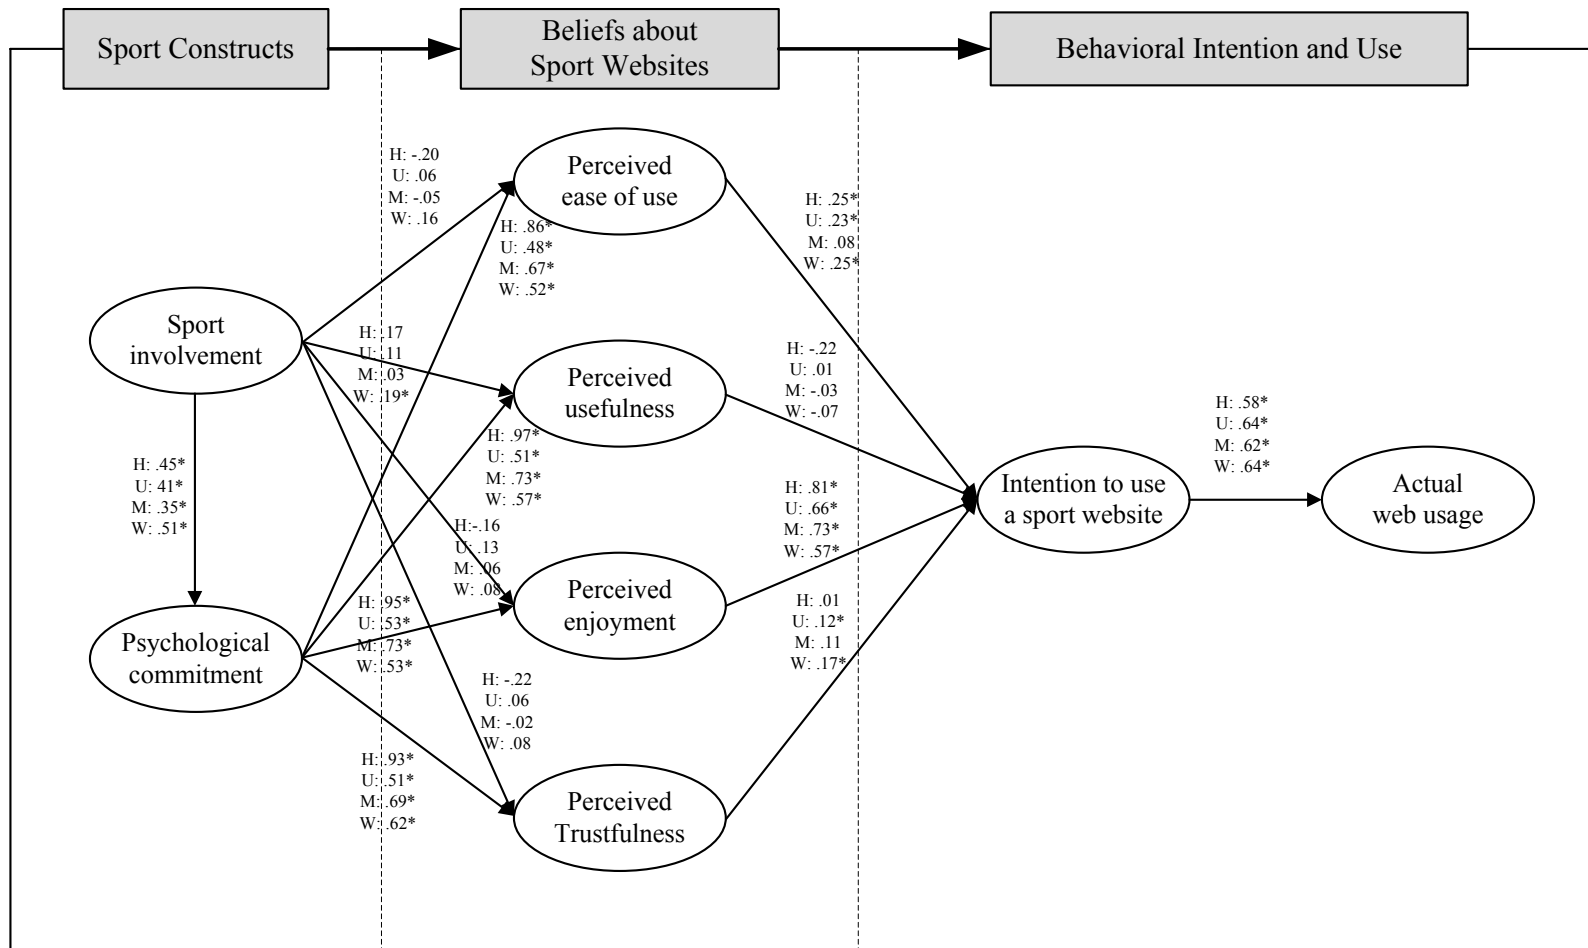 Sport Constructs
Beliefs about
Sport Websites
Behavioral Intention and Use
H: -.20
U: .06
M: -.05
W: .16
Perceived
ease of use
H: .86*
U: .48*
M: .67*
W: .52*
H: .25*
U: .23*
M: .08
W: .25*
Sport
involvement
H: .17
U: .11
M: .03
W: .19*
Perceived
usefulness
H: -.22
U: .01
M: -.03
W: -.07
H: .97*
U: .51*
M: .73*
W: .57*
H: .45*
U: 41*
M: .35*
W: .51*
H:-.16
U: .13
M: .06
W: .08
H: .81*
U: .66*
M: .73*
W: .57*
Intention to use
a sport website
H: .58*
U: .64*
M: .62*
W: .64*
Actual
web usage
Psychological
commitment
H: .95*
U: .53*
M: .73*
W: .53*
Perceived
enjoyment
H: .01
U: .12*
M: .11
W: .17*
H: -.22
U: .06
M: -.02
W: .08
H: .93*
U: .51*
M: .69*
W: .62*
Perceived
Trustfulness